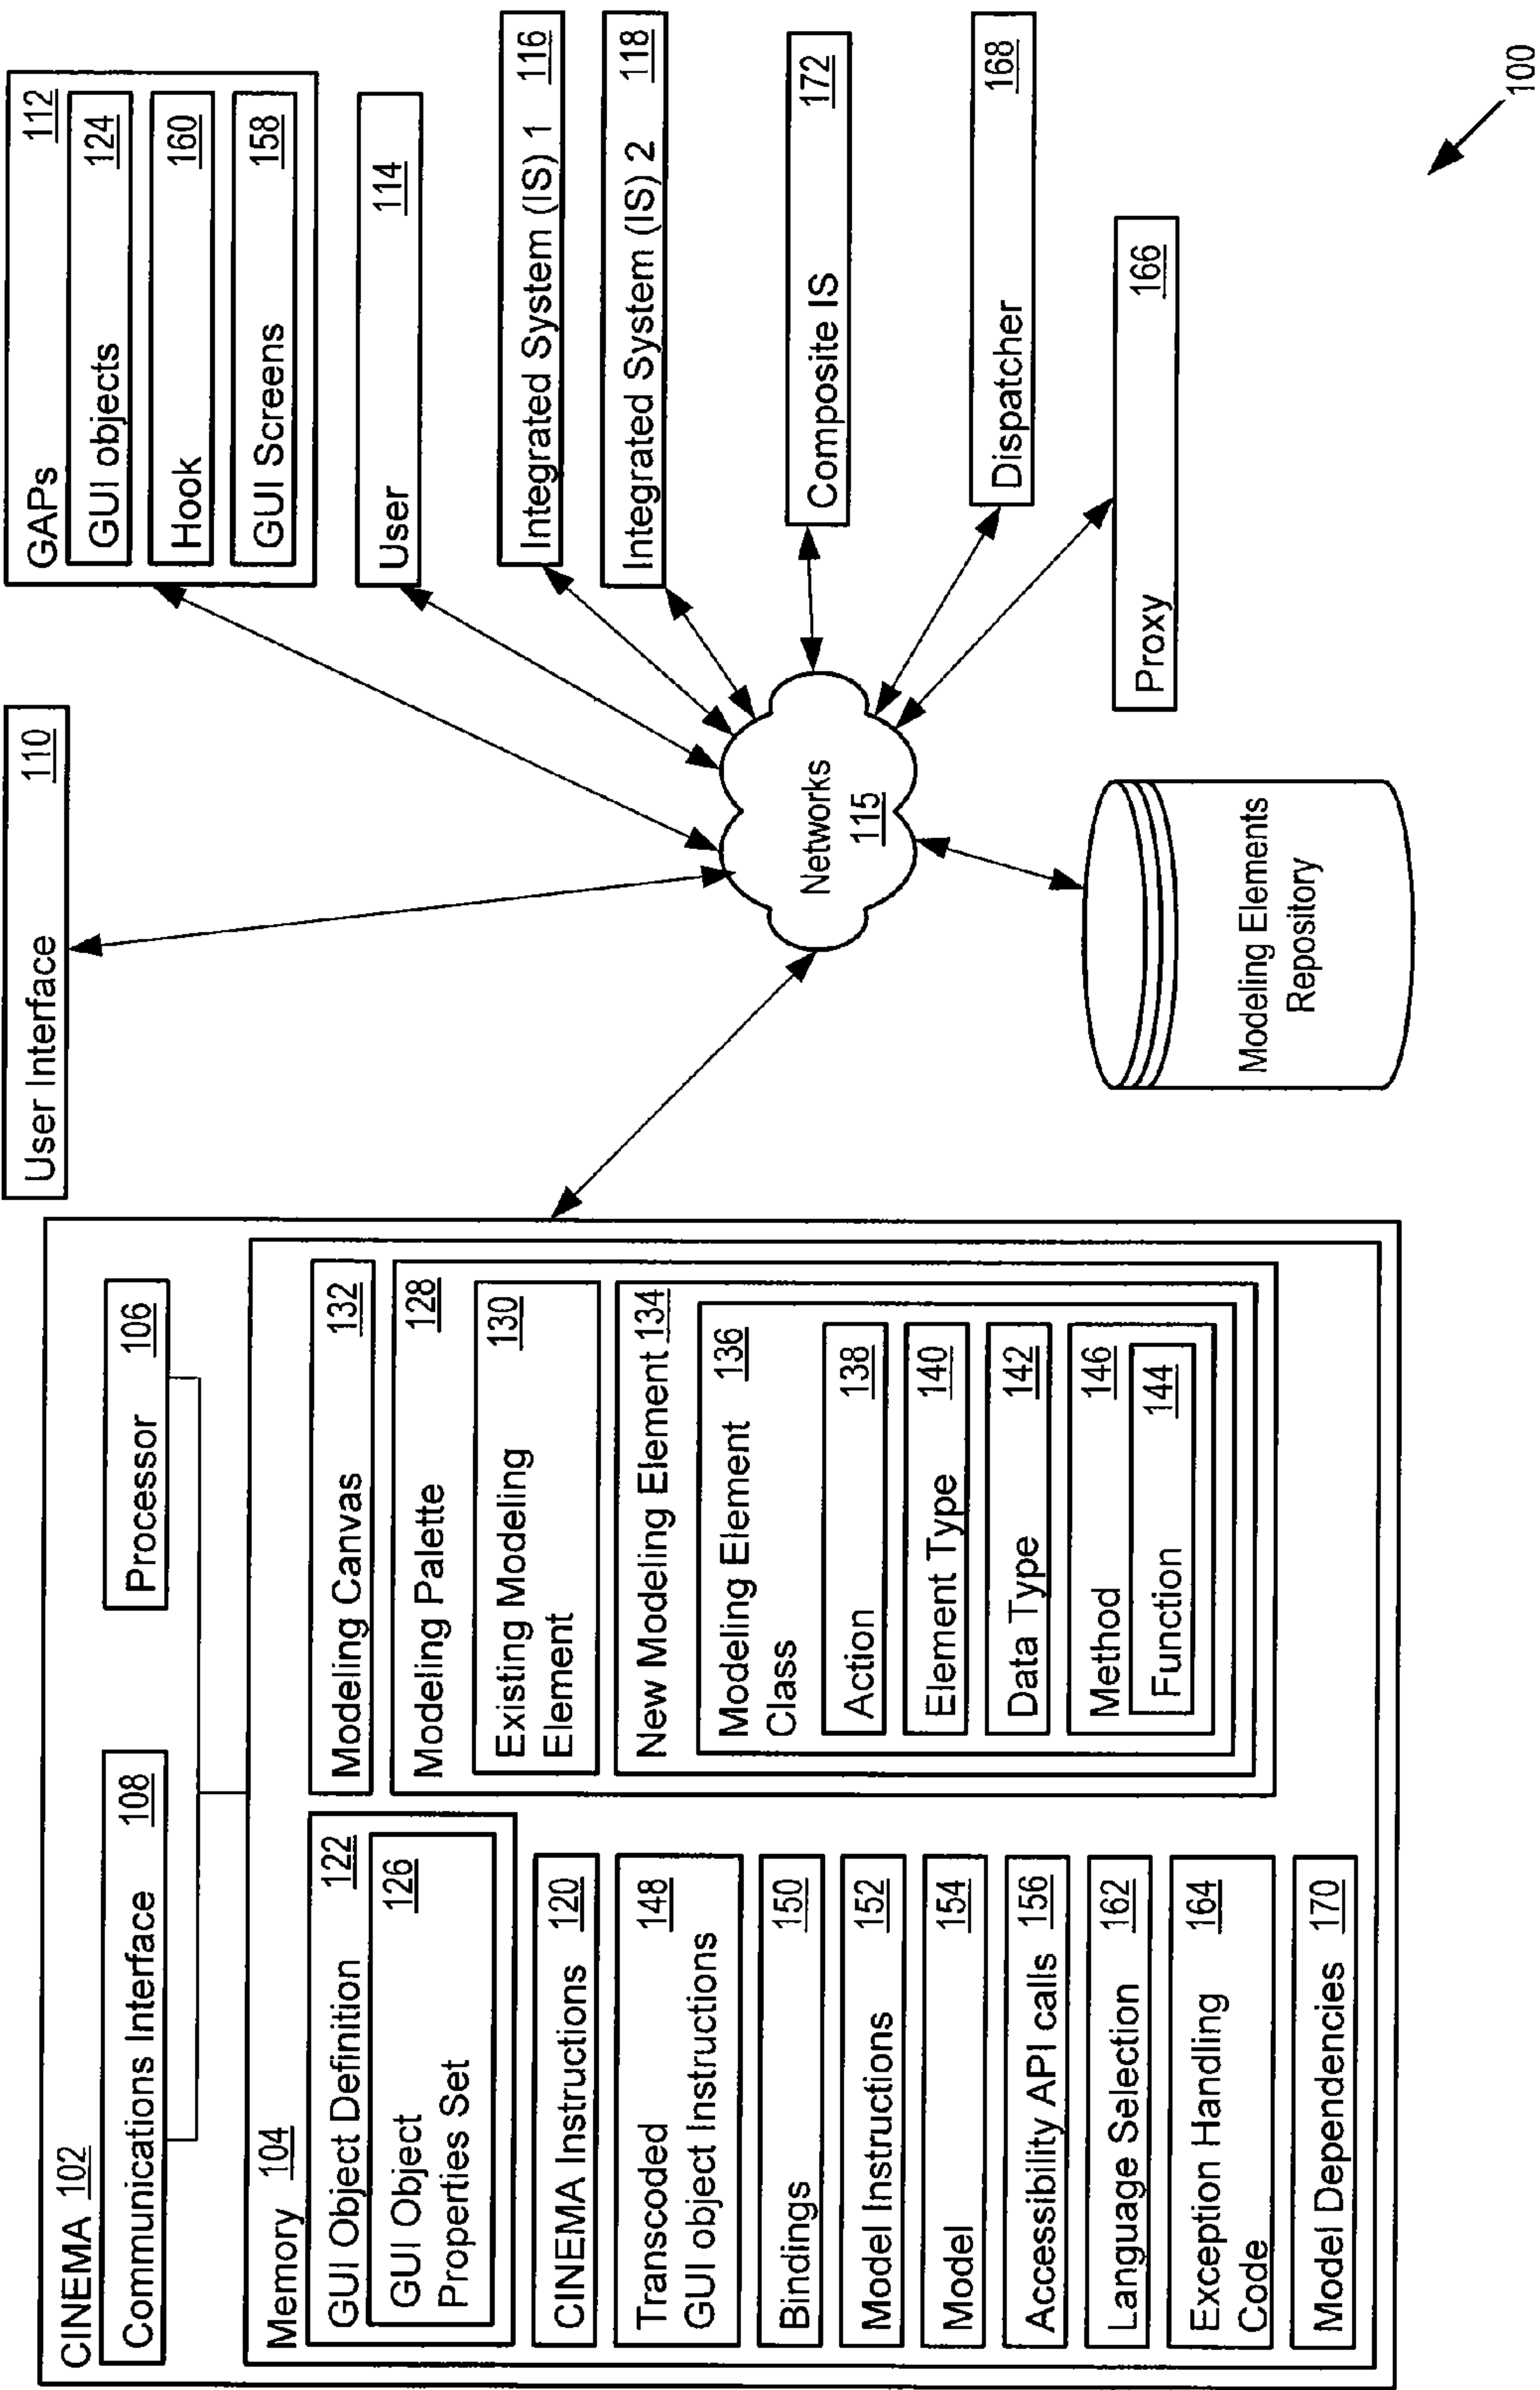 CINEMA 102
Communications Interface 108
Processor 106
Memory 104
GUI Object Definition 122
GUI Object 126
Properties Set
CINEMA Instructions 120
Transcoded 148
GUI object Instructions
Bindings 150
Model Instructions 152
Model 154
Accessibility API calls 156
Language Selection 162
Exception Handling 164
Code
Model Dependencies 170
Modeling Canvas 132
Modeling Palette 128
Existing Modeling 130
Element
New Modeling Element 134
Modeling Element 136
Class
Action 138
Element Type 140
Data Type 142
Method 146
Function 144
User Interface 110
Networks
115
Modeling Elements
Repository
GAPs 112
GUI objects 124
Hook 160
GUI Screens 158
User 114
Integrated System (IS) 1 116
Integrated System (IS) 2 118
Composite IS 172
Dispatcher 168
Proxy 166
100